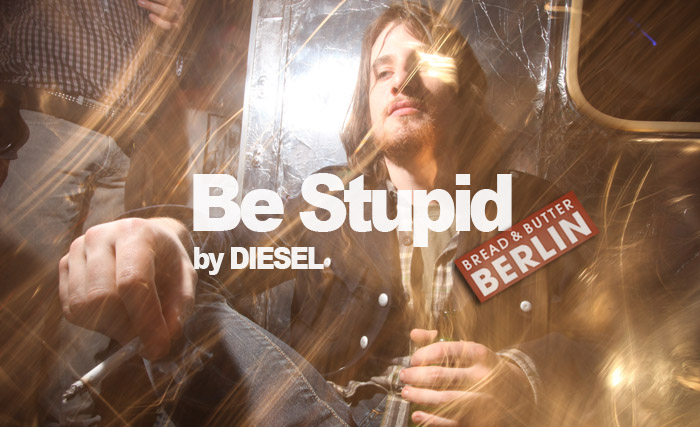 Be Stupid
by DIESEL
BREAD & BUTTER
BERLIN